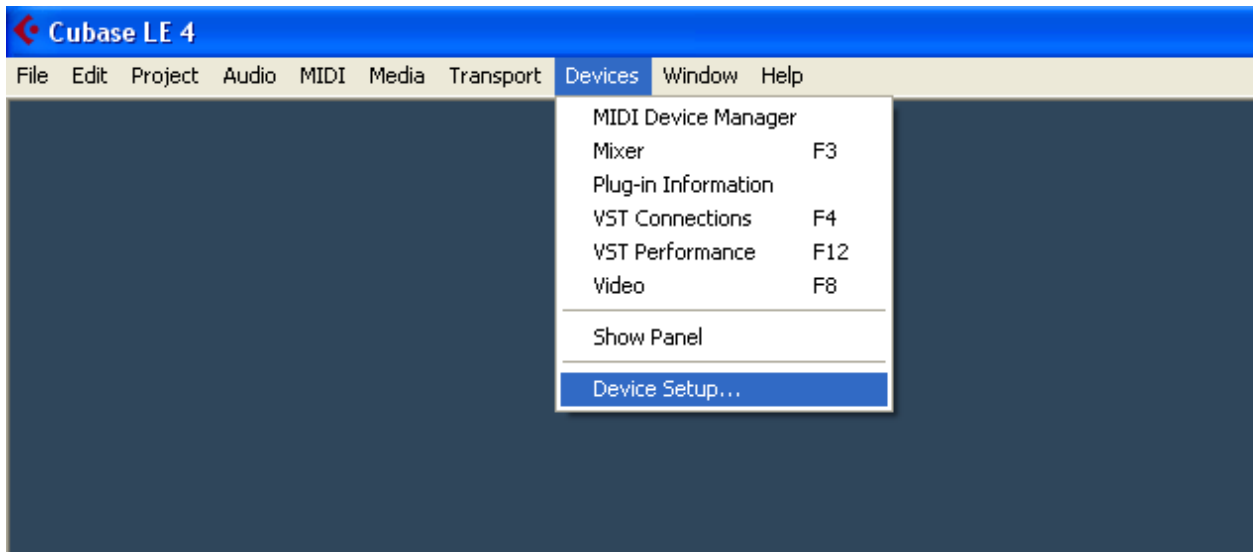 Cubase LE 4
File Edit Project Audio MIDI Media Transport Devices Window Help
MIDI Device Manager
Mixer F3
Plug-in Information
VST Connections F4
VST Performance F12
Video F8
Show Panel
Device Setup...